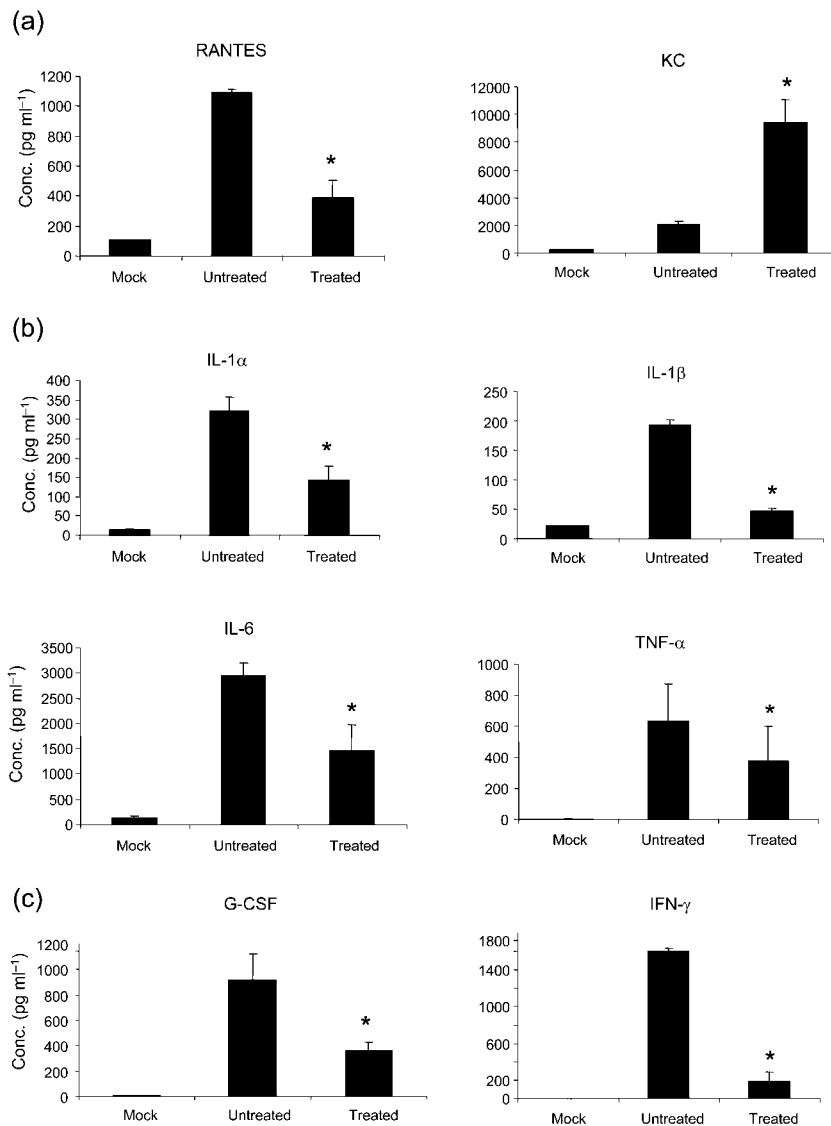 (a)
RANTES
Conc. (pg ml⁻¹)
1200
1000
800
600
400
200
0
*
Mock Untreated Treated
KC
12000
10000
8000
6000
4000
2000
0
*
Mock Untreated Treated
(b)
IL-1α
Conc. (pg ml⁻¹)
400
350
300
250
200
150
100
50
0
*
Mock Untreated Treated
IL-1β
250
200
150
100
50
0
*
Mock Untreated Treated
IL-6
Conc. (pg ml⁻¹)
3500
3000
2500
2000
1500
1000
500
0
*
Mock Untreated Treated
TNF-α
1000
800
600
400
200
0
*
Mock Untreated Treated
(c)
G-CSF
Conc. (pg ml⁻¹)
1200
1000
800
600
400
200
0
*
Mock Untreated Treated
IFN-γ
1800
1400
1000
600
200
0
*
Mock Untreated Treated